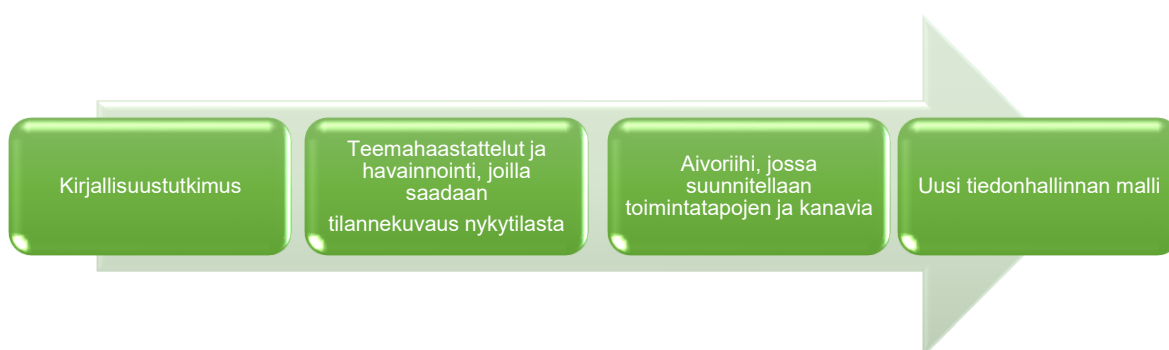 Kirjallisuustutkimus
Teemahaastattelut ja
havainnointi, joilla
saadaan
tilannekuvaus nykytilasta
Aivoriihi, jossa
suunnitellaan
toimintatapojen ja kanavia
Uusi tiedonhallinnan malli